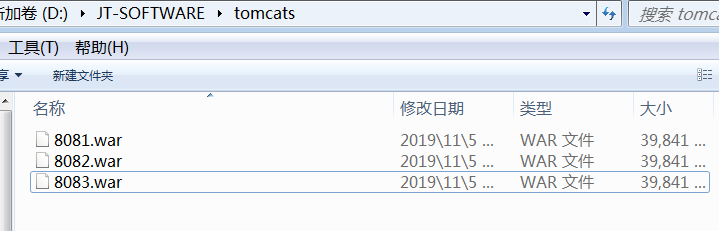 新加卷 (D:) ▸ JT-SOFTWARE ▸ tomcats 搜索 tomc
工具(T) 帮助(H)
享 新建文件夹
名称 修改日期 类型 大小
8081.war 2019\11\5 ... WAR 文件 39,841 ...
8082.war 2019\11\5 ... WAR 文件 39,841 ...
8083.war 2019\11\5 ... WAR 文件 39,841 ...